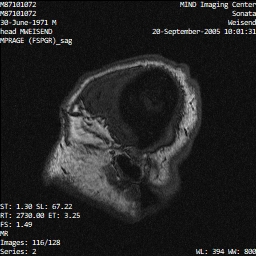 M87101072
M87101072
30-June-1971 M
head MWEISEND
MPRAGE (FSPGR)_sag
MIND Imaging Center
Sonata
Weisend
20-September-2005 10:01:31
ST: 1.30 SL: 67.22
RT: 2730.00 ET: 3.25
FS: 1.49
MR
Images: 116/128
Series: 2
WL: 394 WW: 800